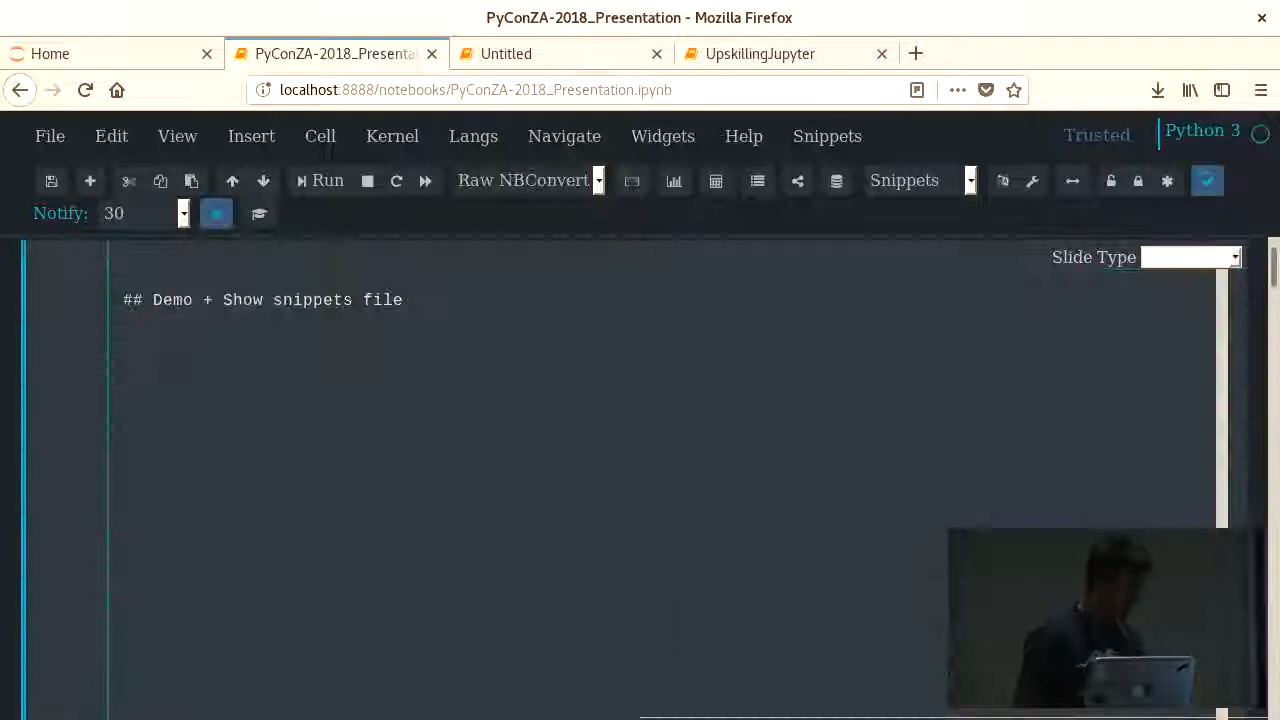 PyConZA-2018_Presentation - Mozilla Firefox
Home
PyConZA-2018_Presenta
Untitled
UpskillingJupyter
localhost:8888/notebooks/PyConZA-2018_Presentation.ipynb
File Edit View Insert Cell Kernel Langs Navigate Widgets Help Snippets Trusted Python 3
Run Raw NBConvert Snippets
Notify: 30
Slide Type
## Demo + Show snippets file